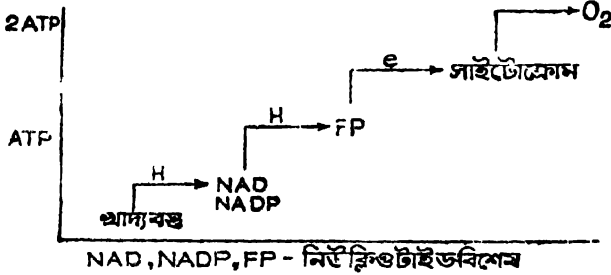 2ATP
O2
e
সাইটোক্রোম
ATP
H
FP
H
NAD
NADP
খাদ্যবস্তু
NAD, NADP, FP - নিউক্লিওটাইডবিশেষ